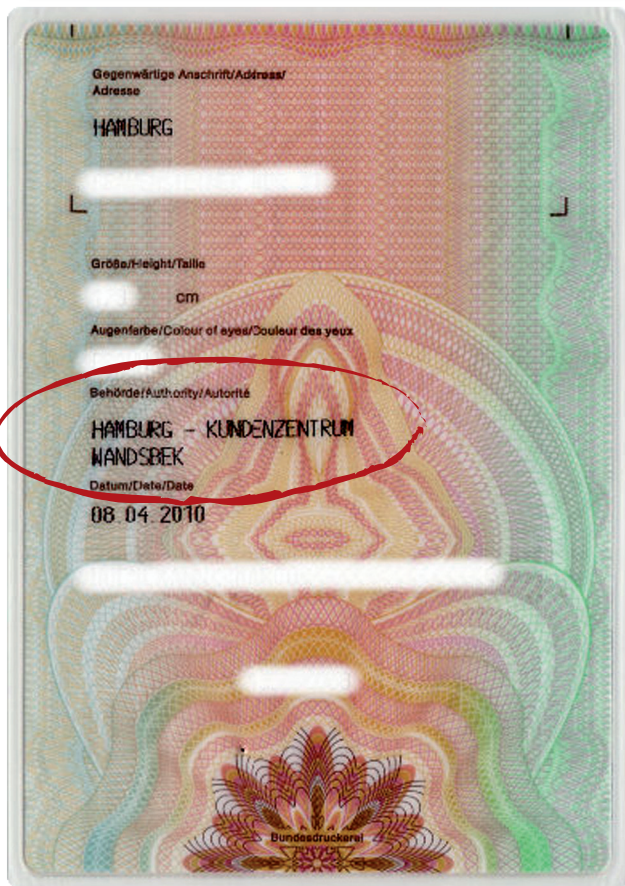 Gegenwärtige Anschrift/Address/
Adresse
HAMBURG
Größe/Height/Taille
cm
Augenfarbe/Colour of eyes/Couleur des yeux
Behörde/Authority/Autorité
HAMBURG - KUNDENZENTRUM
WANDSBEK
Datum/Date/Date
08 04 2010
Bundesdruckerei